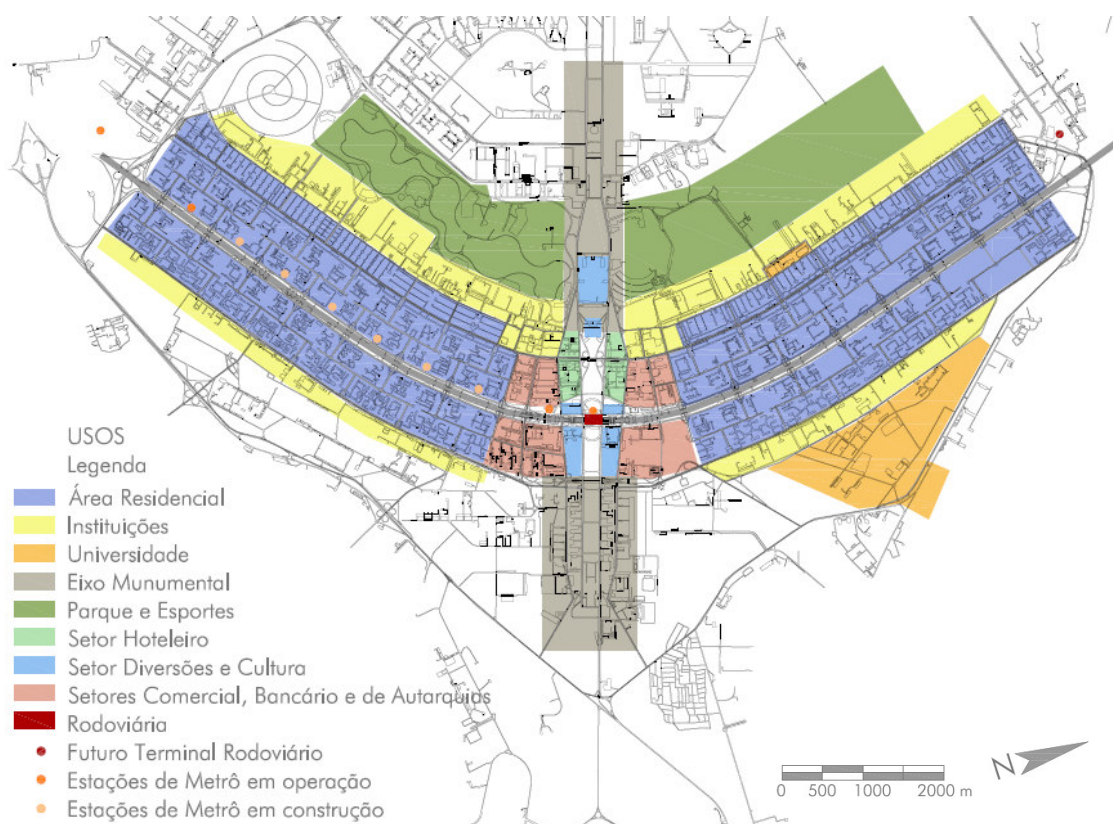 USOS
Legenda
Área Residencial
Instituições
Universidade
Eixo Munumental
Parque e Esportes
Setor Hoteleiro
Setor Diversões e Cultura
Setores Comercial, Bancário e de Autarquias
Rodoviária
Futuro Terminal Rodoviário
Estações de Metrô em operação
Estações de Metrô em construção
N
0 500 1000 2000 m